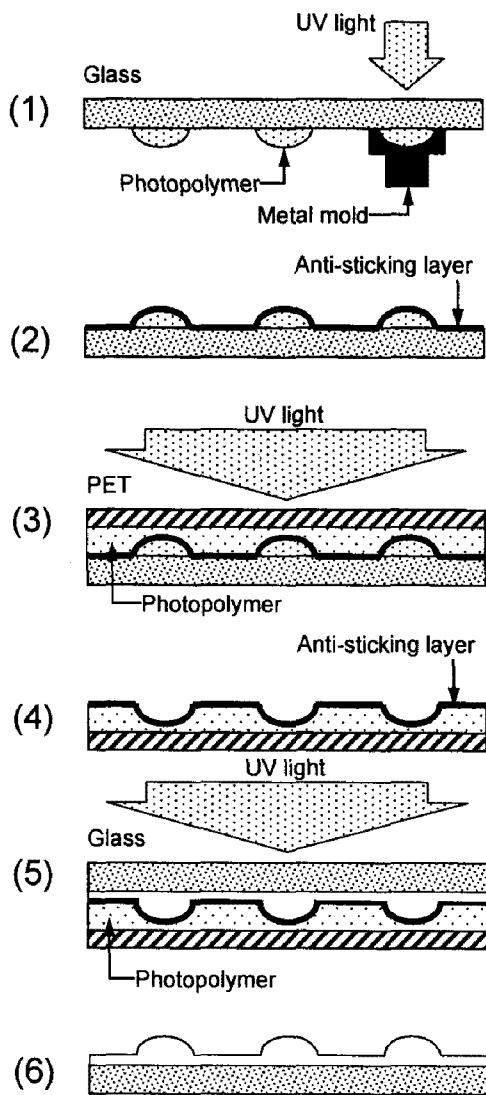 UV light
Glass
(1)
Photopolymer
Metal mold
Anti-sticking layer
(2)
UV light
PET
(3)
Photopolymer
Anti-sticking layer
(4)
UV light
Glass
(5)
Photopolymer
(6)